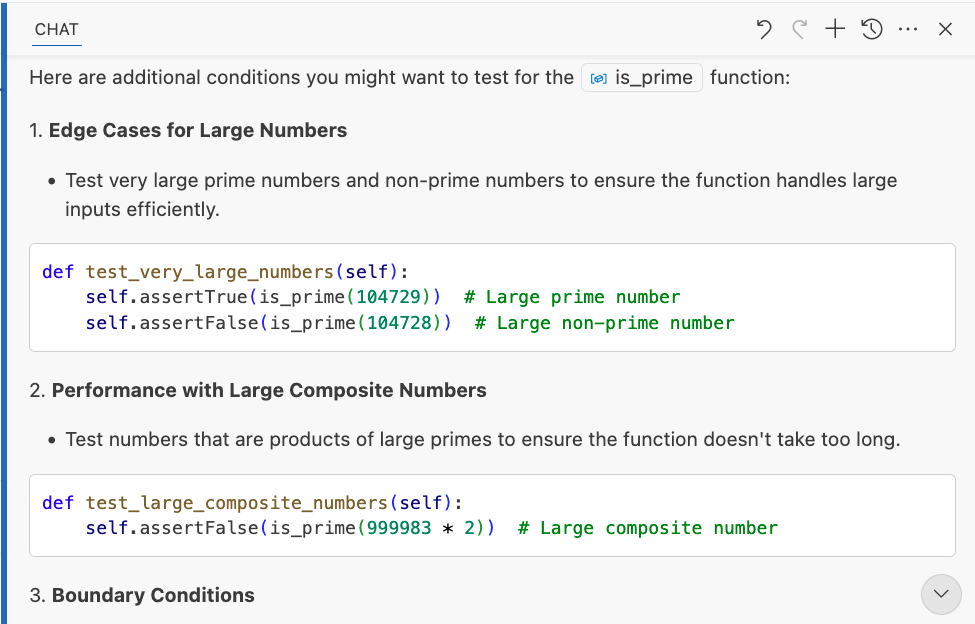 CHAT
Here are additional conditions you might want to test for the is_prime function:
1. Edge Cases for Large Numbers
• Test very large prime numbers and non-prime numbers to ensure the function handles large
inputs efficiently.
def test_very_large_numbers(self):
    self.assertTrue(is_prime(104729))  # Large prime number
    self.assertFalse(is_prime(104728))  # Large non-prime number
2. Performance with Large Composite Numbers
• Test numbers that are products of large primes to ensure the function doesn't take too long.
def test_large_composite_numbers(self):
    self.assertFalse(is_prime(999983 * 2))  # Large composite number
3. Boundary Conditions